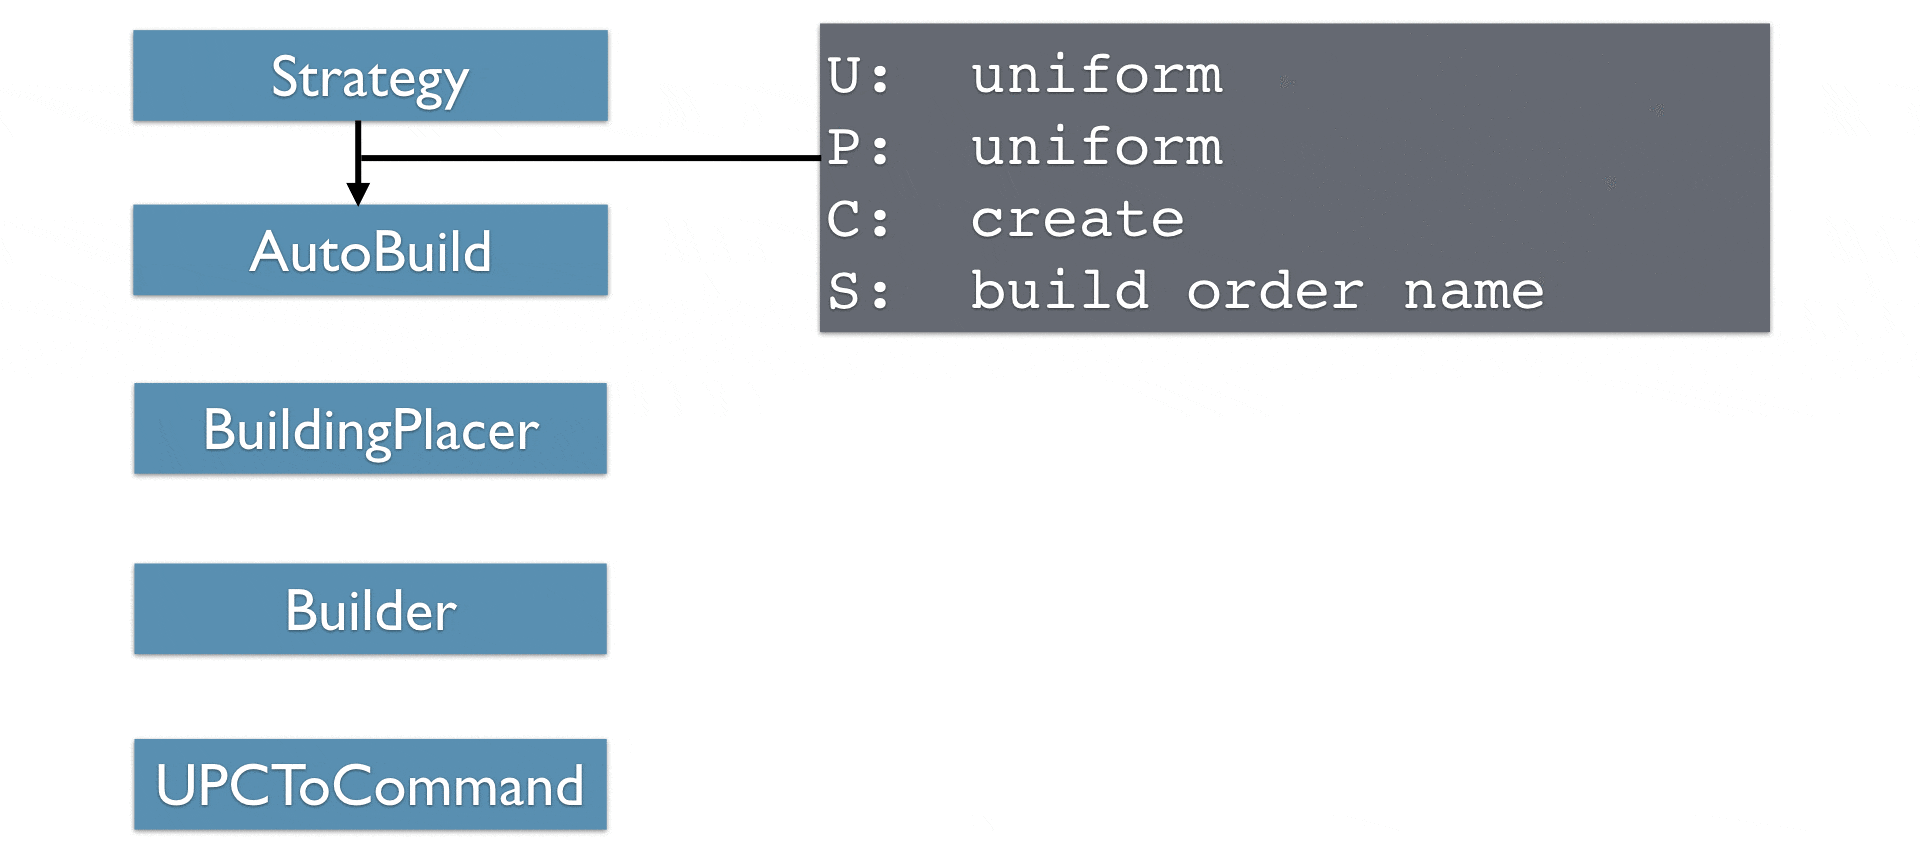 Strategy
U: uniform
P: uniform
C: create
S: build order name
AutoBuild
BuildingPlacer
Builder
UPCToCommand